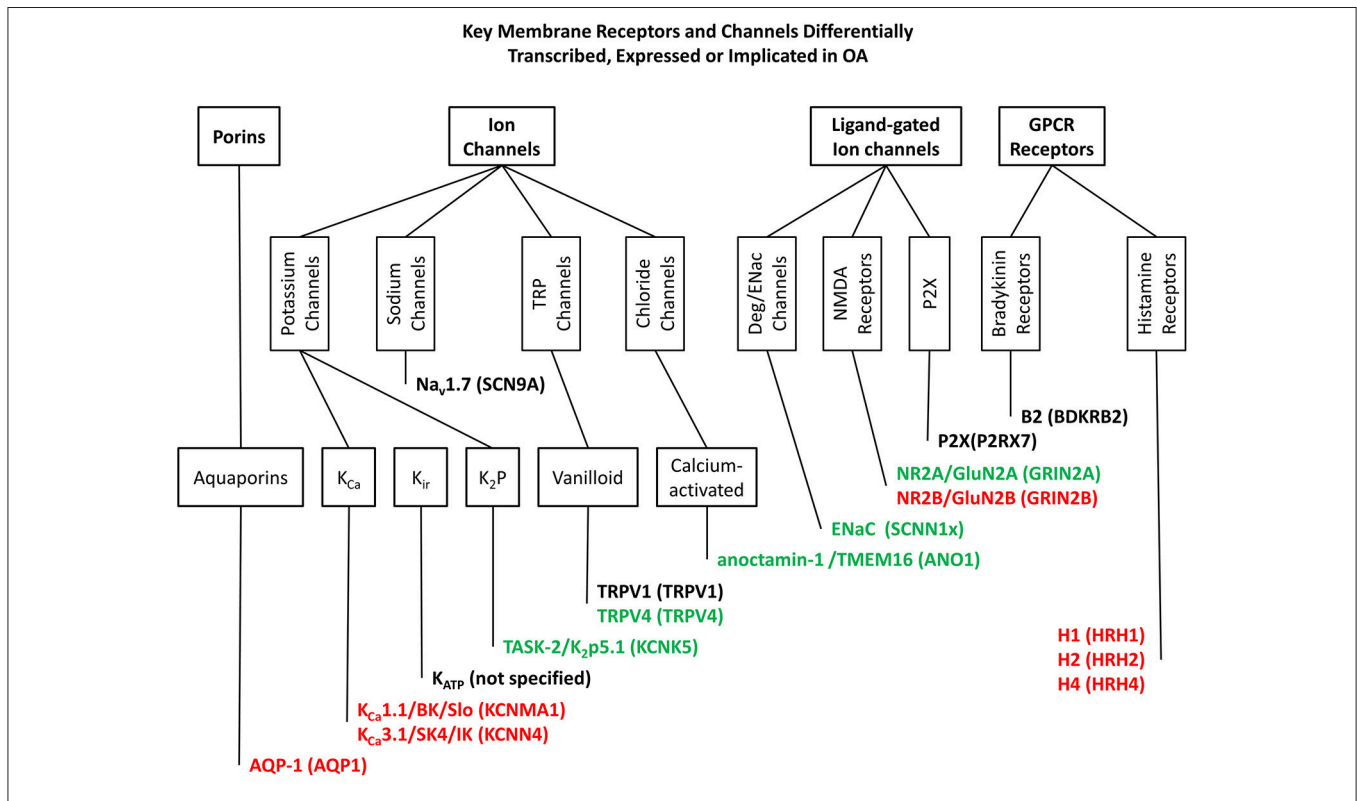 Key Membrane Receptors and Channels Differentially
Transcribed, Expressed or Implicated in OA
Porins
Ion
Channels
Ligand-gated
Ion channels
GPCR
Receptors
Potassium
Channels
Sodium
Channels
TRP
Channels
Chloride
Channels
Deg/ENac
Channels
NMDA
Receptors
P2X
Bradykinin
Receptors
Histamine
Receptors
Nav1.7 (SCN9A)
B2 (BDKRB2)
P2X(P2RX7)
Aquaporins
KCa
Kir
K2P
Vanilloid
Calcium-
activated
NR2A/GluN2A (GRIN2A)
NR2B/GluN2B (GRIN2B)
ENaC (SCNN1x)
anoctamin-1 /TMEM16 (ANO1)
TRPV1 (TRPV1)
TRPV4 (TRPV4)
TASK-2/K2p5.1 (KCNK5)
KATP (not specified)
KCa1.1/BK/Slo (KCNMA1)
KCa3.1/SK4/IK (KCNN4)
AQP-1 (AQP1)
H1 (HRH1)
H2 (HRH2)
H4 (HRH4)